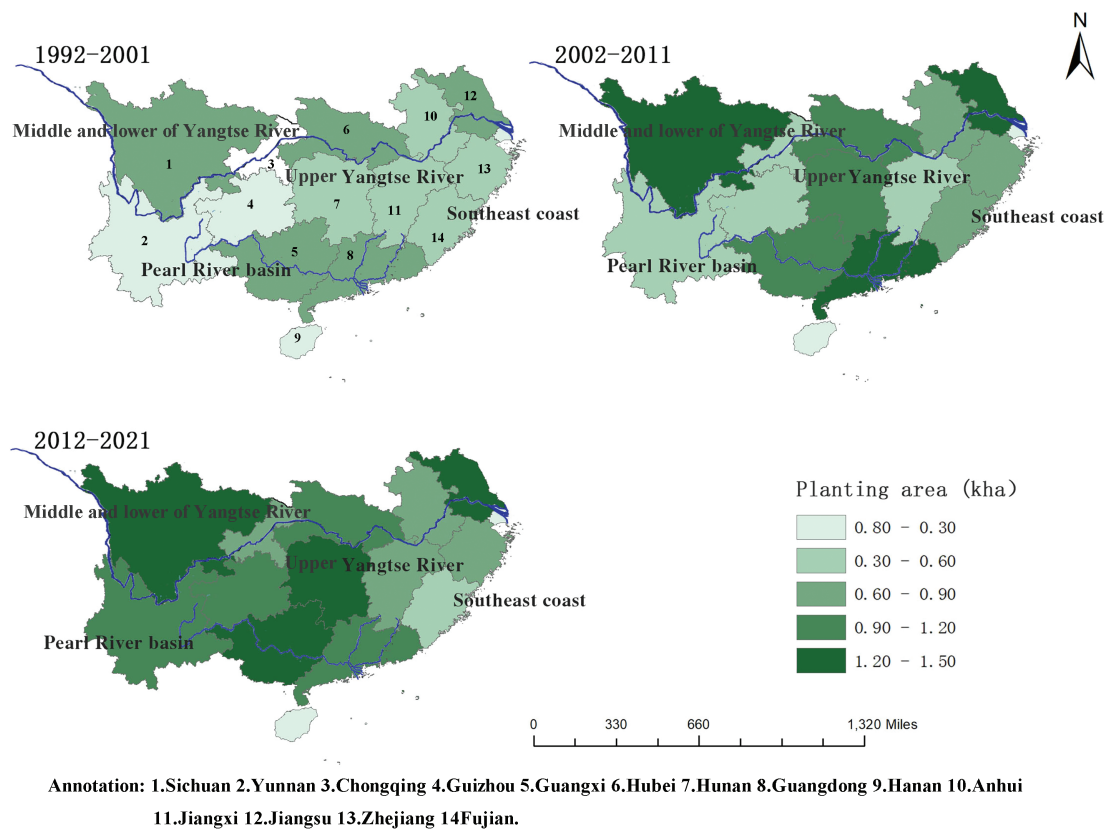 N
1992-2001
2002-2011
12
10
Middle and lower of Yangtse River
6
Middle and lower of Yangtse River
1
3
13
Upper Yangtse River
Upper Yangtse River
4
7
11
Southeast coast
Southeast coast
2
14
5
8
Pearl River basin
Pearl River basin
9
2012-2021
Planting area (kha)
Middle and lower of Yangtse River
0.80 - 0.30
0.30 - 0.60
Upper Yangtse River
0.60 - 0.90
Southeast coast
0.90 - 1.20
Pearl River basin
1.20 - 1.50
0 330 660 1,320 Miles
Annotation: 1.Sichuan 2.Yunnan 3.Chongqing 4.Guizhou 5.Guangxi 6.Hubei 7.Hunan 8.Guangdong 9.Hanan 10.Anhui
11.Jiangxi 12.Jiangsu 13.Zhejiang 14Fujian.